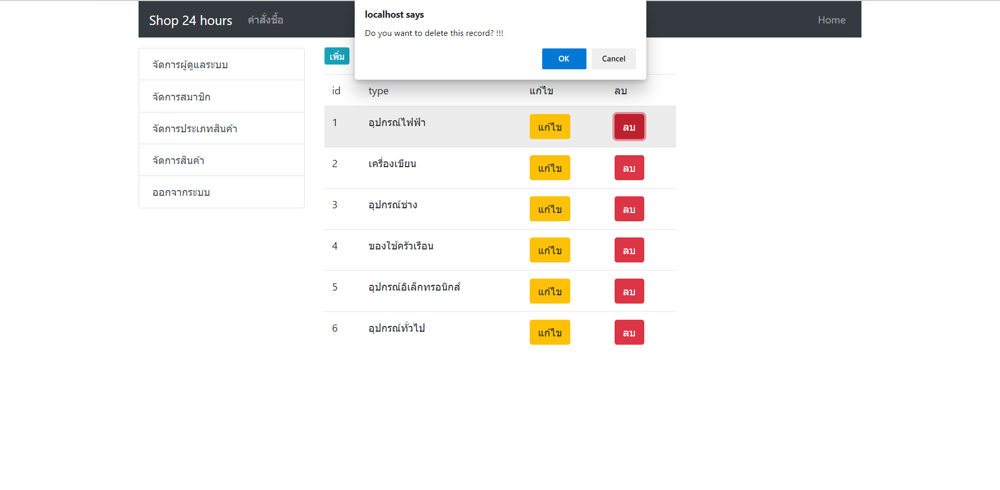 Shop 24 hours คำสั่งซื้อ Home
localhost says
Do you want to delete this record? !!!
OK Cancel
จัดการผู้ดูแลระบบ
จัดการสมาชิก
จัดการประเภทสินค้า
จัดการสินค้า
ออกจากระบบ
เพิ่ม
id type แก้ไข ลบ
1 อุปกรณ์ไฟฟ้า แก้ไข ลบ
2 เครื่องเขียน แก้ไข ลบ
3 อุปกรณ์ช่าง แก้ไข ลบ
4 ของใช้ครัวเรือน แก้ไข ลบ
5 อุปกรณ์อิเล็กทรอนิกส์ แก้ไข ลบ
6 อุปกรณ์ทั่วไป แก้ไข ลบ